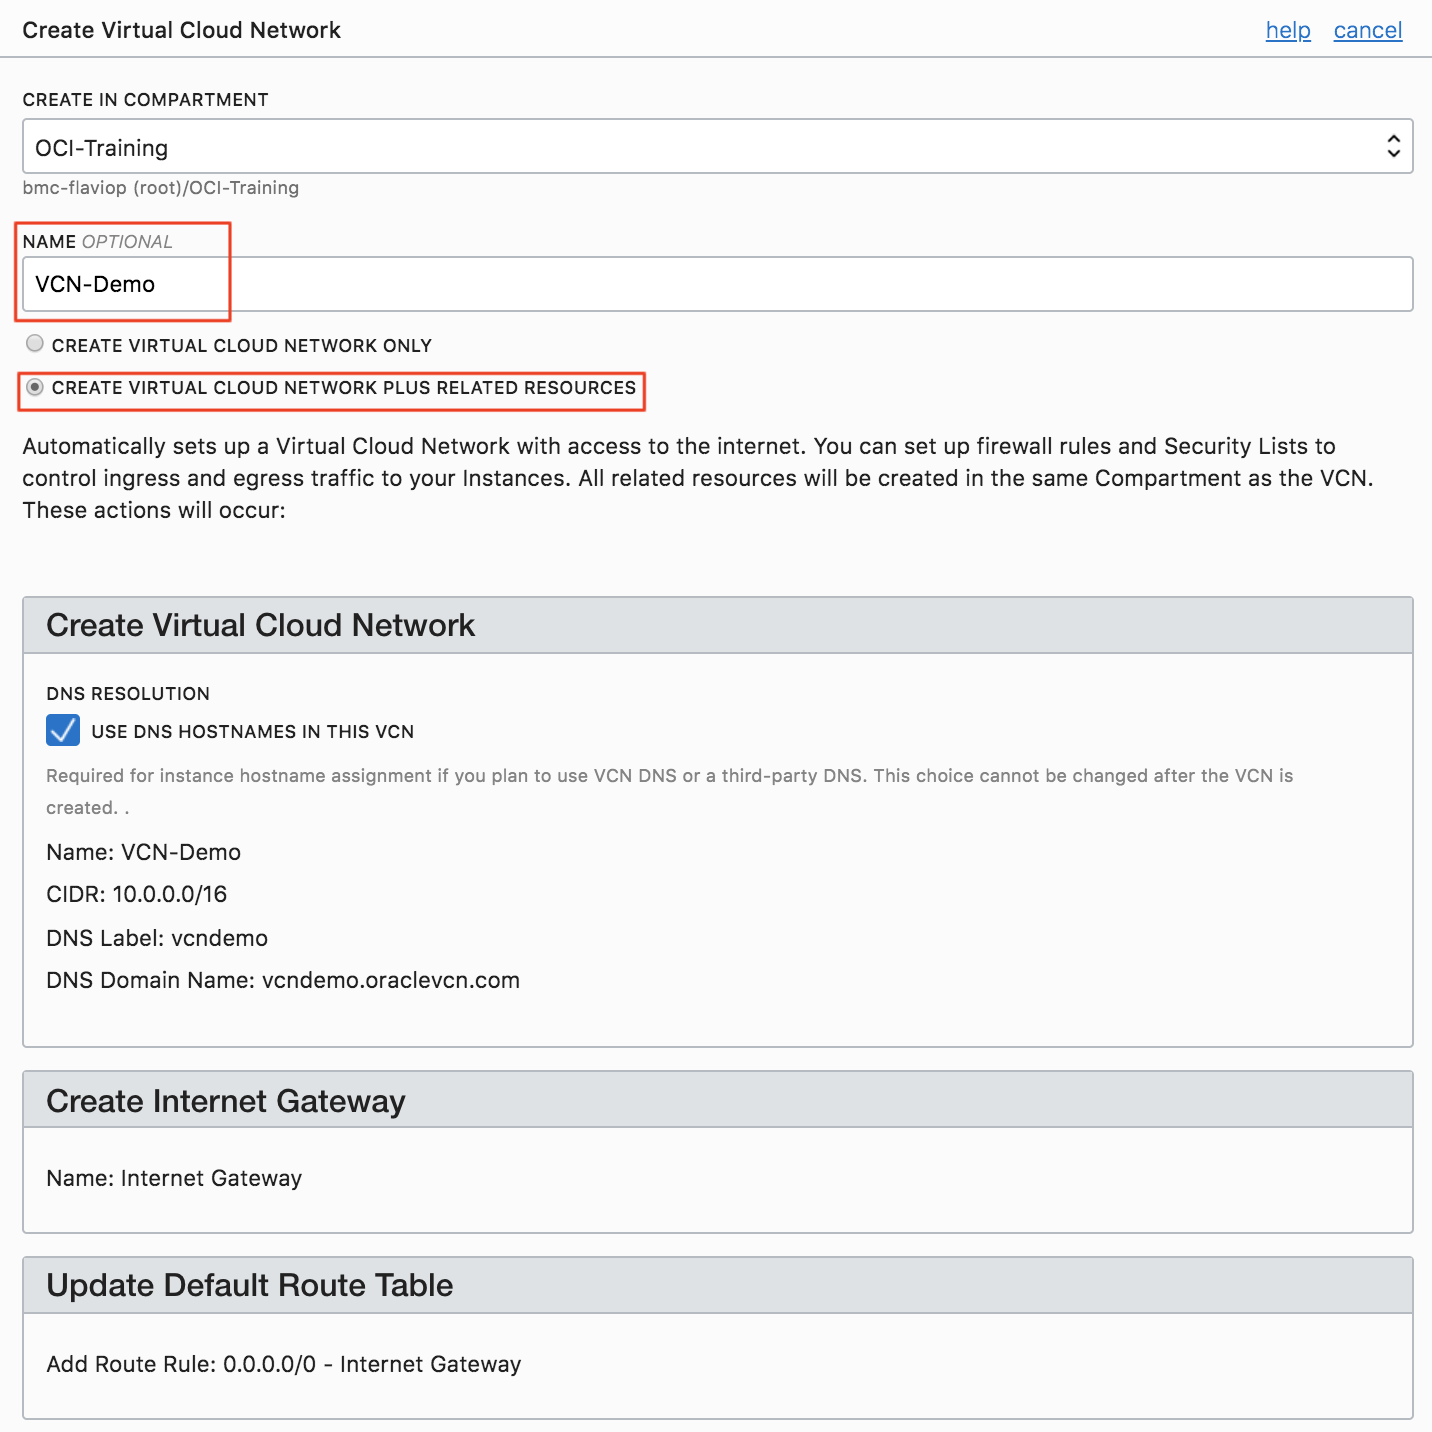 Create Virtual Cloud Network help cancel
CREATE IN COMPARTMENT
OCI-Training
bmc-flaviop (root)/OCI-Training
NAME OPTIONAL
VCN-Demo
CREATE VIRTUAL CLOUD NETWORK ONLY
CREATE VIRTUAL CLOUD NETWORK PLUS RELATED RESOURCES
Automatically sets up a Virtual Cloud Network with access to the internet. You can set up firewall rules and Security Lists to
control ingress and egress traffic to your Instances. All related resources will be created in the same Compartment as the VCN.
These actions will occur:
Create Virtual Cloud Network
DNS RESOLUTION
USE DNS HOSTNAMES IN THIS VCN
Required for instance hostname assignment if you plan to use VCN DNS or a third-party DNS. This choice cannot be changed after the VCN is
created. .
Name: VCN-Demo
CIDR: 10.0.0.0/16
DNS Label: vcndemo
DNS Domain Name: vcndemo.oraclevcn.com
Create Internet Gateway
Name: Internet Gateway
Update Default Route Table
Add Route Rule: 0.0.0.0/0 - Internet Gateway